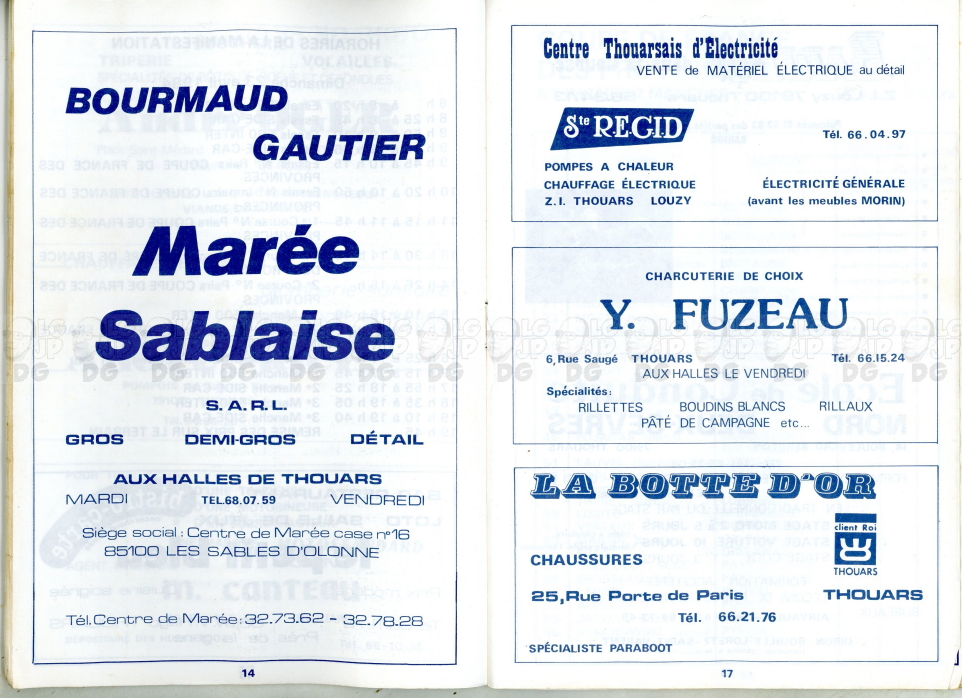 BOURMAUD
GAUTIER
Marée
Sablaise
S.A.R.L.
GROS DEMI-GROS DÉTAIL
AUX HALLES DE THOUARS
MARDI TEL.68.07.59 VENDREDI
Siège social : Centre de Marée case n°16
85100 LES SABLES D'OLONNE
Tél. Centre de Marée : 32.73.62 - 32.78.28
14
Centre Thouarsais d'Électricité
VENTE de MATÉRIEL ÉLECTRIQUE au détail
Sté R.E.G.I.D
Tél. 66.04.97
POMPES A CHALEUR
CHAUFFAGE ÉLECTRIQUE ÉLECTRICITÉ GÉNÉRALE
Z.I. THOUARS LOUZY (avant les meubles MORIN)
CHARCUTERIE DE CHOIX
Y. FUZEAU
6, Rue Saugé THOUARS Tél. 66.15.24
AUX HALLES LE VENDREDI
Spécialités :
RILLETTES BOUDINS BLANCS RILLAUX
PÂTÉ DE CAMPAGNE etc...
LA BOTTE D'OR
client Roi
THOUARS
CHAUSSURES
25, Rue Porte de Paris THOUARS
Tél. 66.21.76
SPÉCIALISTE PARABOOT
17